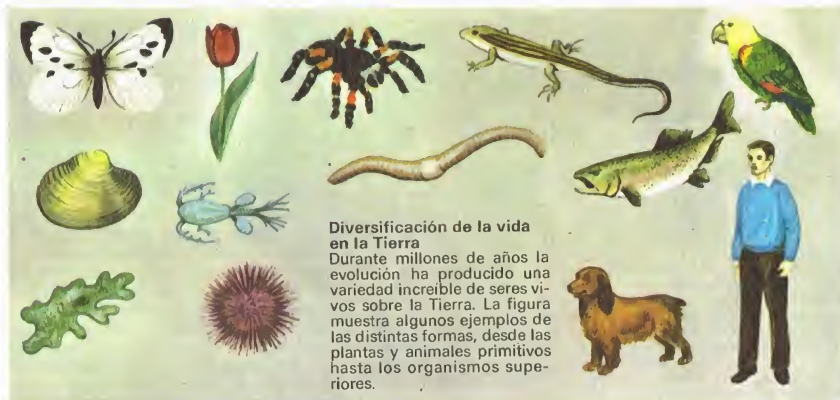 Diversificación de la vida
en la Tierra
Durante millones de años la
evolución ha producido una
variedad increíble de seres vi-
vos sobre la Tierra. La figura
muestra algunos ejemplos de
las distintas formas, desde las
plantas y animales primitivos
hasta los organismos supe-
riores.